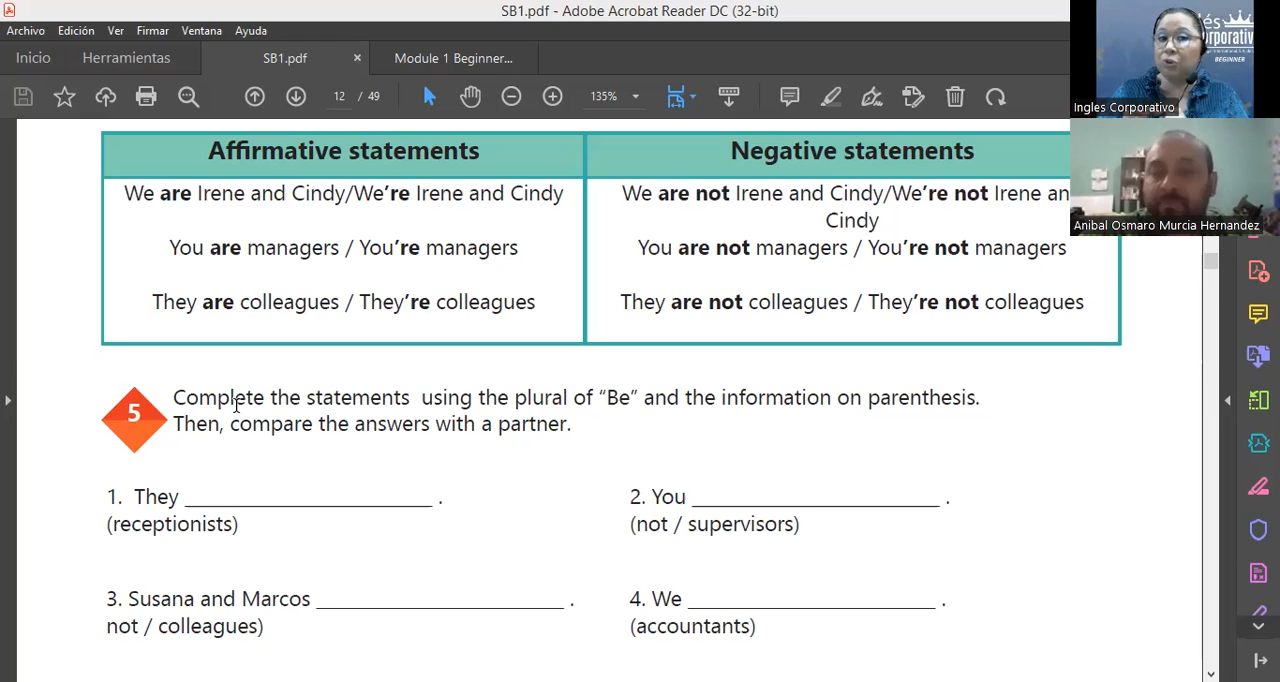 SB1.pdf - Adobe Acrobat Reader DC (32-bit)
Archivo Edición Ver Firmar Ventana Ayuda
Inicio Herramientas SB1.pdf × Module 1 Beginner...
12 / 49 135%
Affirmative statements
Negative statements
We are Irene and Cindy/We're Irene and Cindy
We are not Irene and Cindy/We're not Irene an
Cindy
You are managers / You're managers
You are not managers / You're not managers
They are colleagues / They're colleagues
They are not colleagues / They're not colleagues
5
Complete the statements using the plural of “Be” and the information on parenthesis.
Then, compare the answers with a partner.
1. They ________________________ .
(receptionists)
2. You ________________________ .
(not / supervisors)
3. Susana and Marcos ________________________ .
not / colleagues)
4. We ________________________ .
(accountants)
és
orporativ
BEGINNER
Ingles Corporativo
Anibal Osmaro Murcia Hernandez